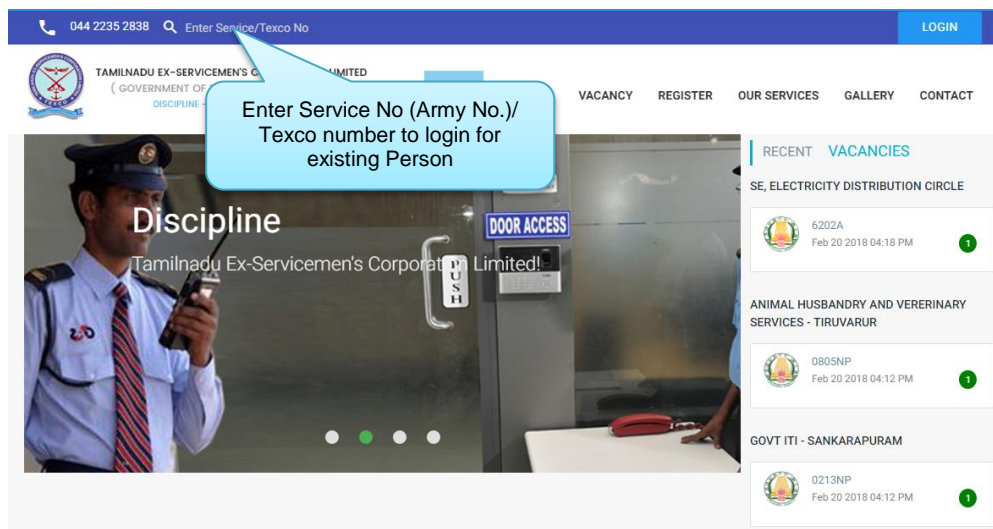 044 2235 2838 Enter Service/Texco No
LOGIN
TAMILNADU EX-SERVICEMEN'S C LIMITED
( GOVERNMENT OF
DISCIPLINE -
VACANCY REGISTER OUR SERVICES GALLERY CONTACT
Enter Service No (Army No.)/
Texco number to login for
existing Person
Discipline
Tamilnadu Ex-Servicemen's Corporation Limited!
DOOR ACCESS
PUSH
RECENT VACANCIES
SE, ELECTRICITY DISTRIBUTION CIRCLE
6202A
Feb 20 2018 04:18 PM
1
ANIMAL HUSBANDRY AND VERERINARY
SERVICES - TIRUVARUR
0805NP
Feb 20 2018 04:12 PM
1
GOVT ITI - SANKARAPURAM
0213NP
Feb 20 2018 04:12 PM
1